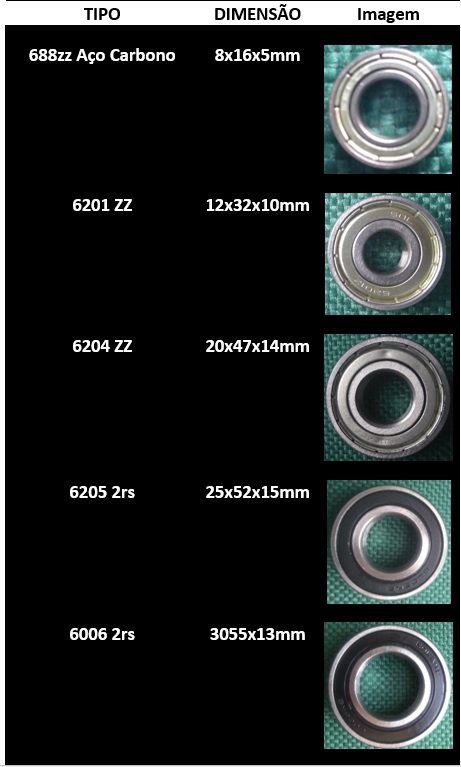 TIPO DIMENSÃO Imagem
688zz Aço Carbono 8x16x5mm
6201 ZZ 12x32x10mm
6204 ZZ 20x47x14mm
6205 2rs 25x52x15mm
6006 2rs 3055x13mm